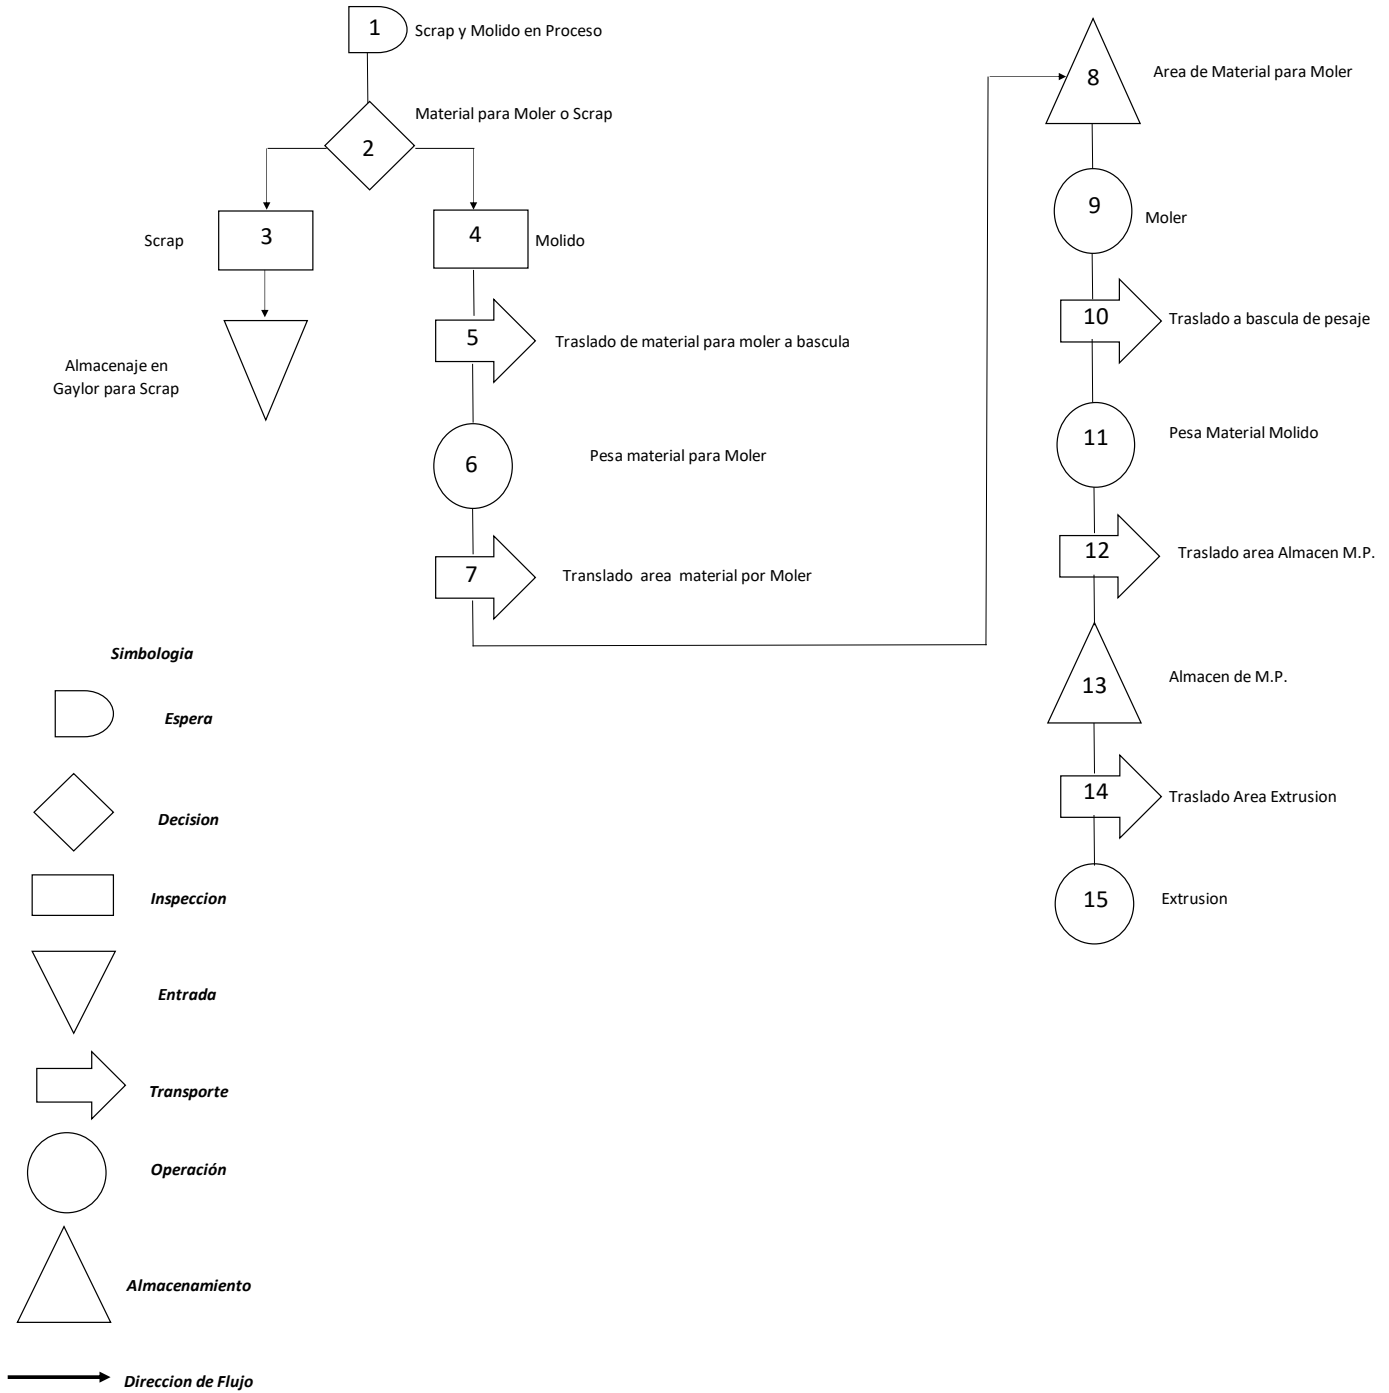 1
Scrap y Molido en Proceso
Material para Moler o Scrap
2
Scrap
3
4
Molido
Almacenaje en
Gaylor para Scrap
5
Traslado de material para moler a bascula
6
Pesa material para Moler
7
Translado area material por Moler
8
Area de Material para Moler
9
Moler
10
Traslado a bascula de pesaje
11
Pesa Material Molido
12
Traslado area Almacen M.P.
13
Almacen de M.P.
14
Traslado Area Extrusion
15
Extrusion
Simbologia
Espera
Decision
Inspeccion
Entrada
Transporte
Operación
Almacenamiento
Direccion de Flujo